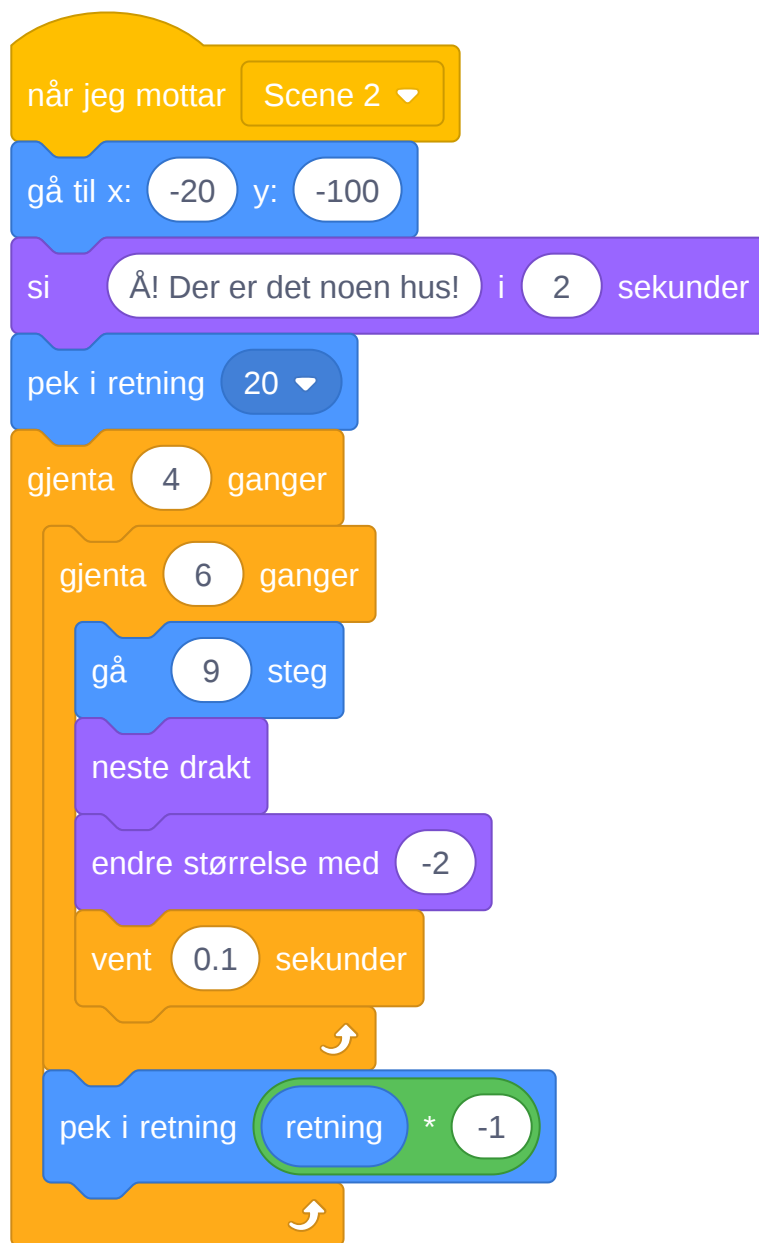 når jeg mottar Scene 2
gå til x: -20 y: -100
si Å! Der er det noen hus! i 2 sekunder
pek i retning 20
gjenta 4 ganger
gjenta 6 ganger
gå 9 steg
neste drakt
endre størrelse med -2
vent 0.1 sekunder
pek i retning retning * -1